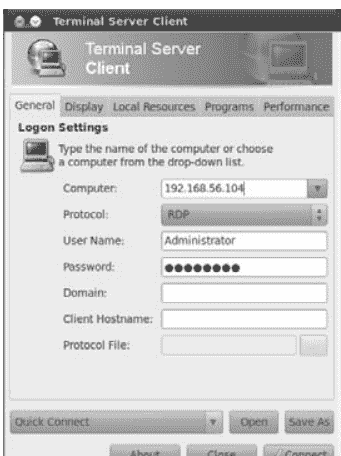 Terminal Server Client
Terminal Server
Client
General Display Local Resources Programs Performance
Logon Settings
Type the name of the computer or choose
a computer from the drop-down list.
Computer: 192.168.56.104
Protocol: RDP
User Name: Administrator
Password: ●●●●●●●●
Domain:
Client Hostname:
Protocol File:
Quick Connect Open Save As
About Close Connect